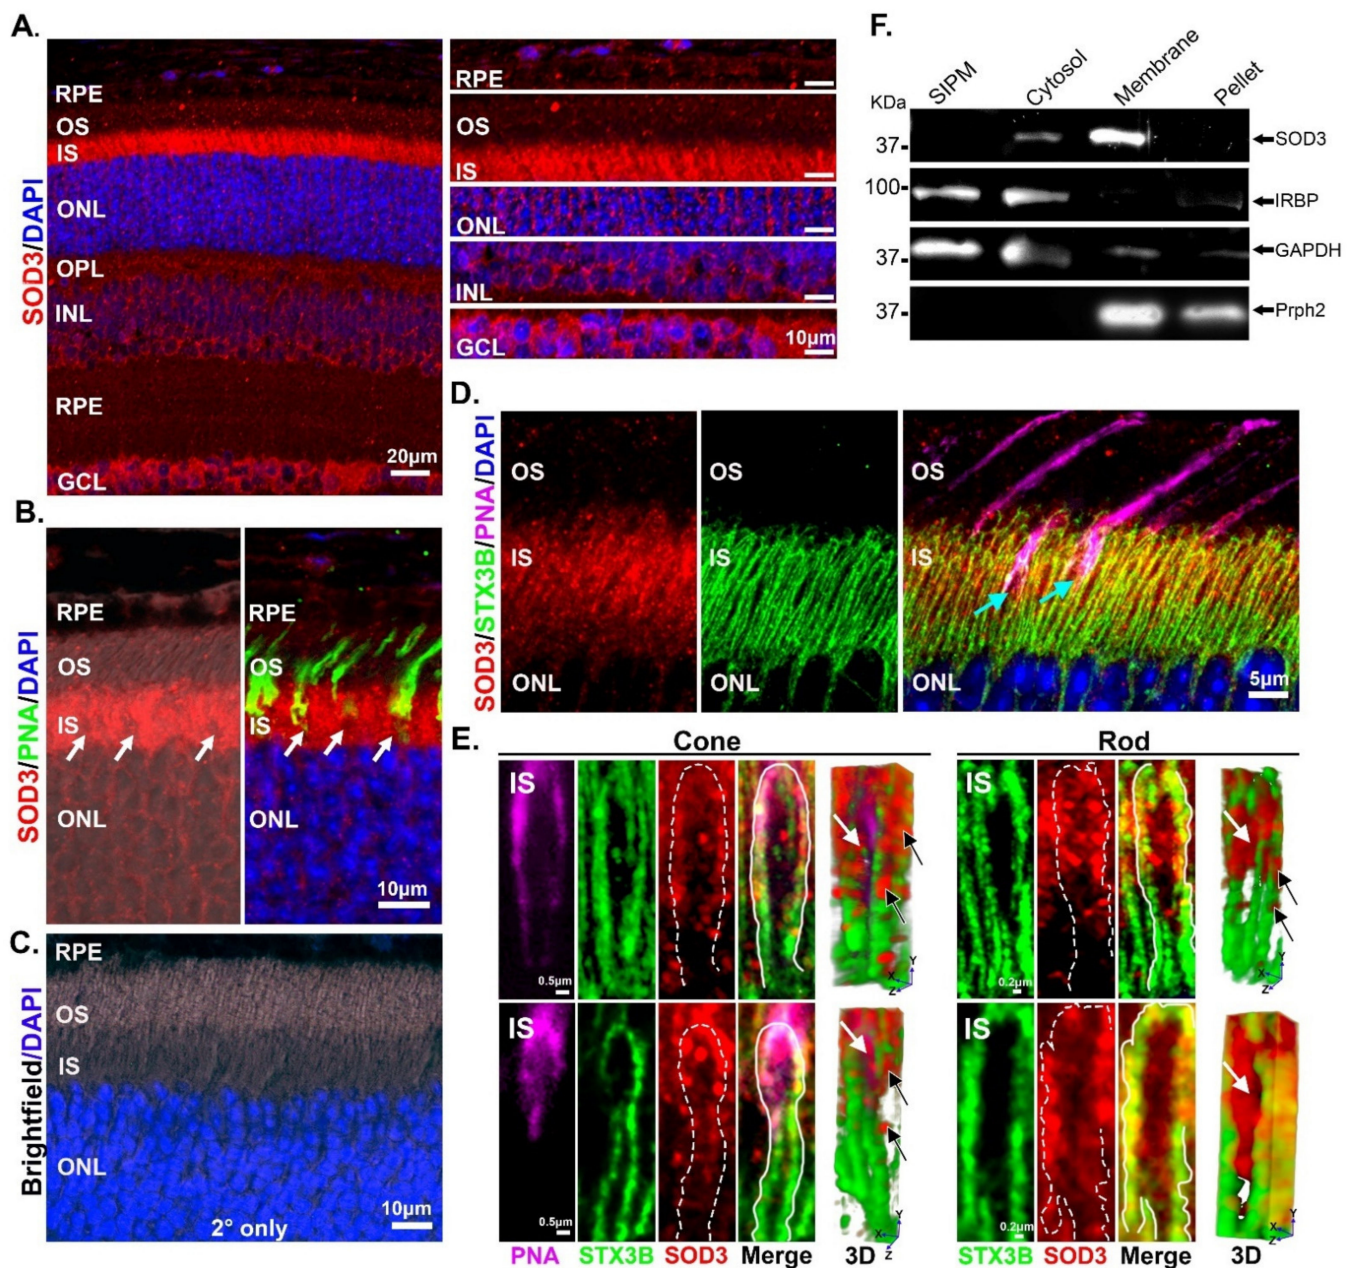 A.
SOD3/DAPI
RPE
OS
IS
ONL
OPL
INL
RPE
GCL
20µm
RPE
OS
IS
ONL
INL
GCL
10µm
B.
SOD3/PNA/DAPI
RPE
OS
IS
ONL
RPE
OS
IS
ONL
10µm
C.
Brightfield/DAPI
RPE
OS
IS
ONL
2° only
10µm
F.
SIPM Cytosol Membrane Pellet
KDa
37 SOD3
100 IRBP
37 GAPDH
37 Prph2
D.
SOD3/STX3B/PNA/DAPI
OS
IS
ONL
OS
IS
ONL
OS
IS
ONL
5µm
E.
Cone Rod
IS
0.5µm
X Y Z
IS
0.2µm
X Y Z
IS
0.5µm
X Y Z
IS
0.2µm
X Y Z
PNA STX3B SOD3 Merge 3D
STX3B SOD3 Merge 3D